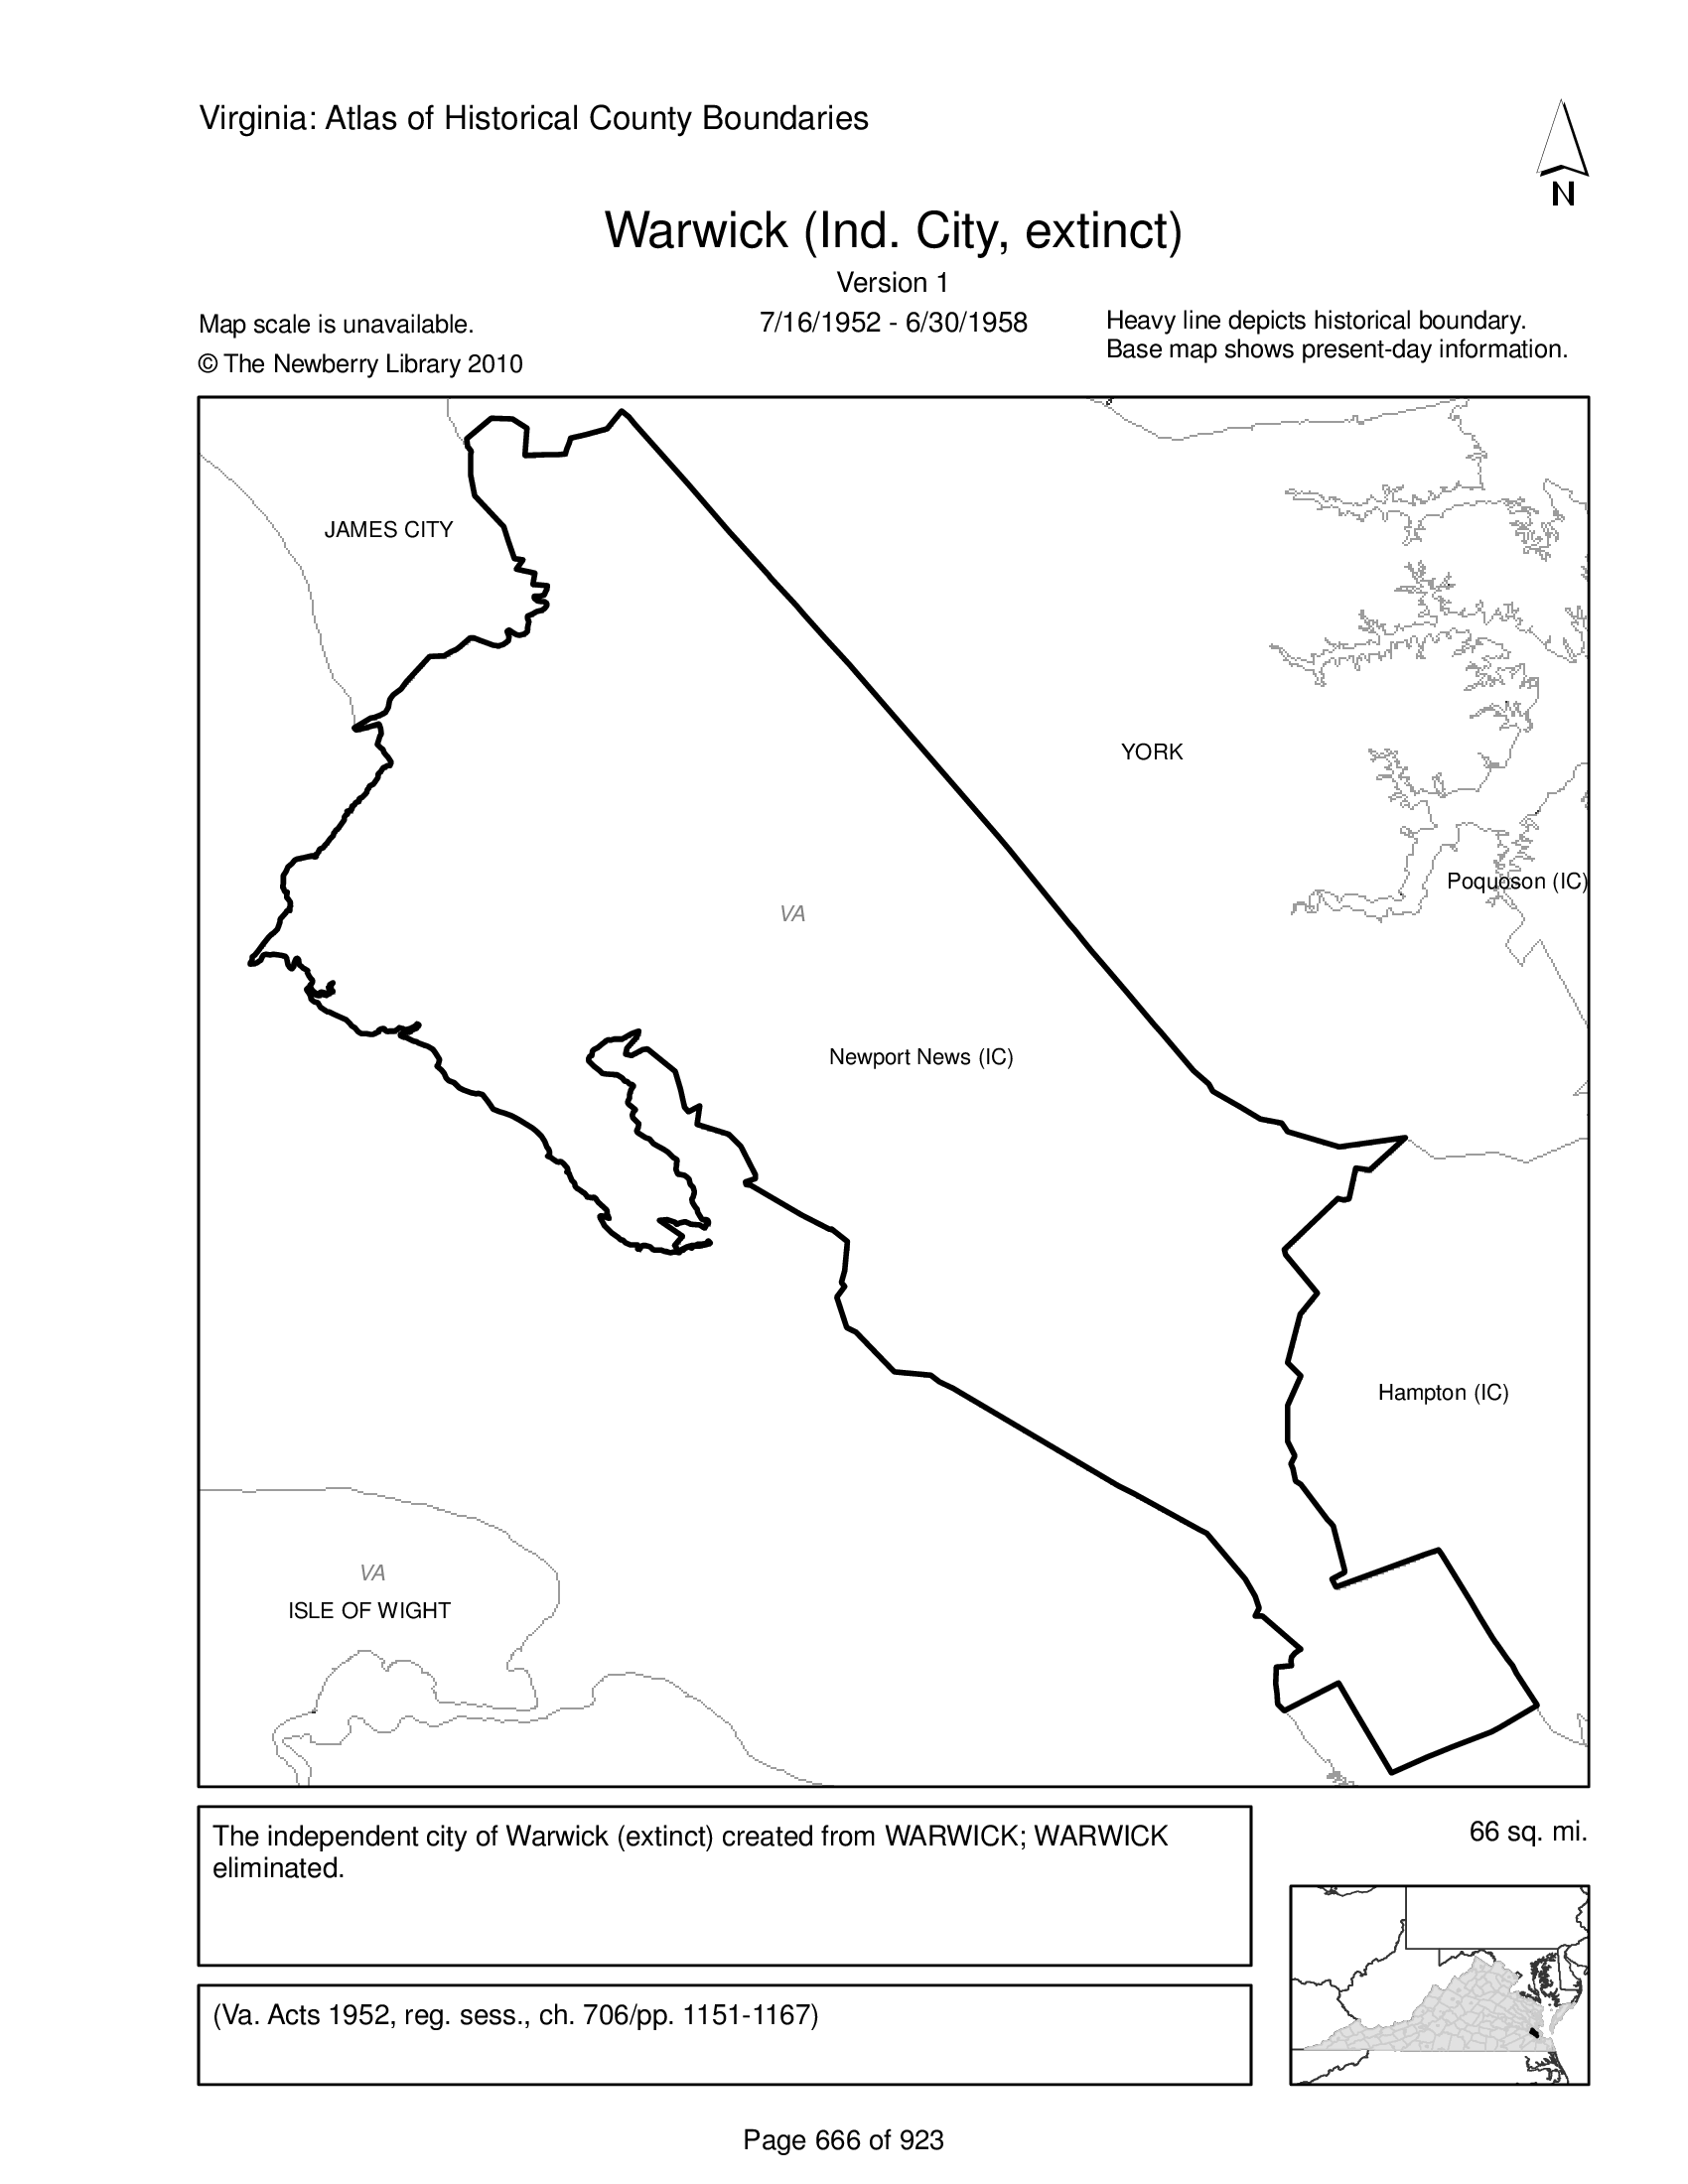 Virginia: Atlas of Historical County Boundaries
N
Warwick (Ind. City, extinct)
Version 1
7/16/1952 - 6/30/1958
Map scale is unavailable.
© The Newberry Library 2010
Heavy line depicts historical boundary.
Base map shows present-day information.
JAMES CITY
YORK
Poquoson (IC)
VA
Newport News (IC)
Hampton (IC)
VA
ISLE OF WIGHT
The independent city of Warwick (extinct) created from WARWICK; WARWICK
eliminated.
66 sq. mi.
(Va. Acts 1952, reg. sess., ch. 706/pp. 1151-1167)
Page 666 of 923